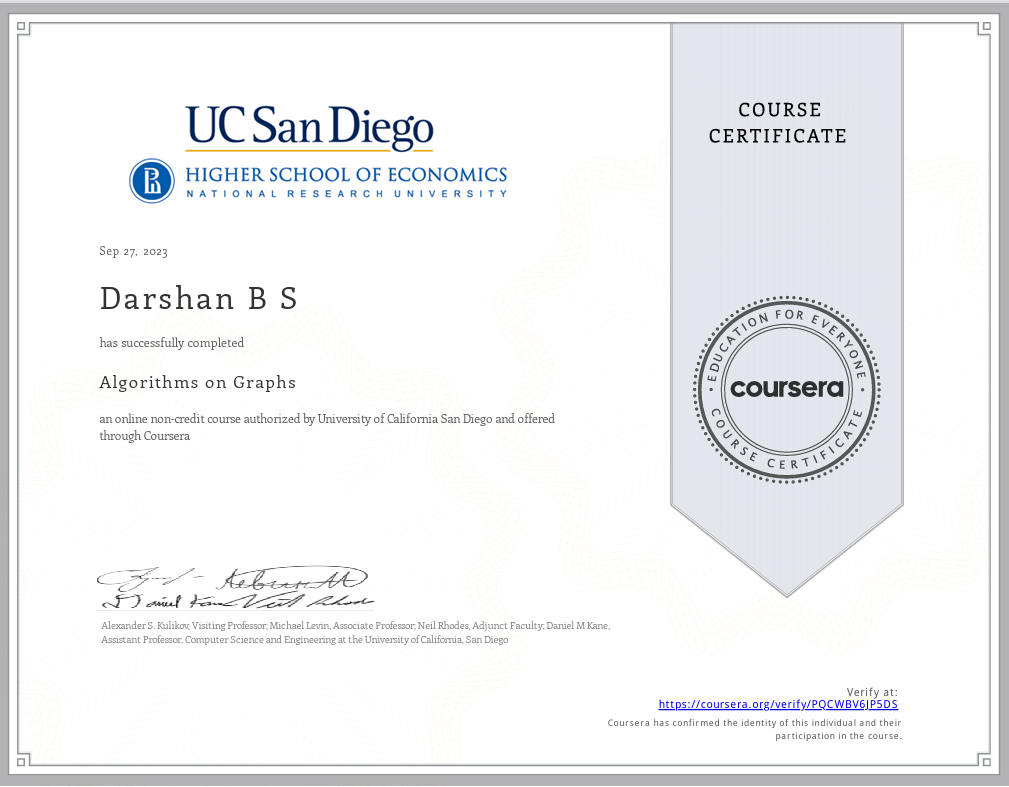 UC San Diego
HIGHER SCHOOL OF ECONOMICS
NATIONAL RESEARCH UNIVERSITY
COURSE
CERTIFICATE
Sep 27, 2023
Darshan B S
has successfully completed
Algorithms on Graphs
an online non-credit course authorized by University of California San Diego and offered
through Coursera
EDUCATION FOR EVERYONE
coursera
COURSE CERTIFICATE
Daniel Kane
Alexander S. Kulikov, Visiting Professor; Michael Levin, Associate Professor; Neil Rhodes, Adjunct Faculty; Daniel M Kane,
Assistant Professor, Computer Science and Engineering at the University of California, San Diego
Verify at:
https://coursera.org/verify/PQCWBV6JP5DS
Coursera has confirmed the identity of this individual and their
participation in the course.